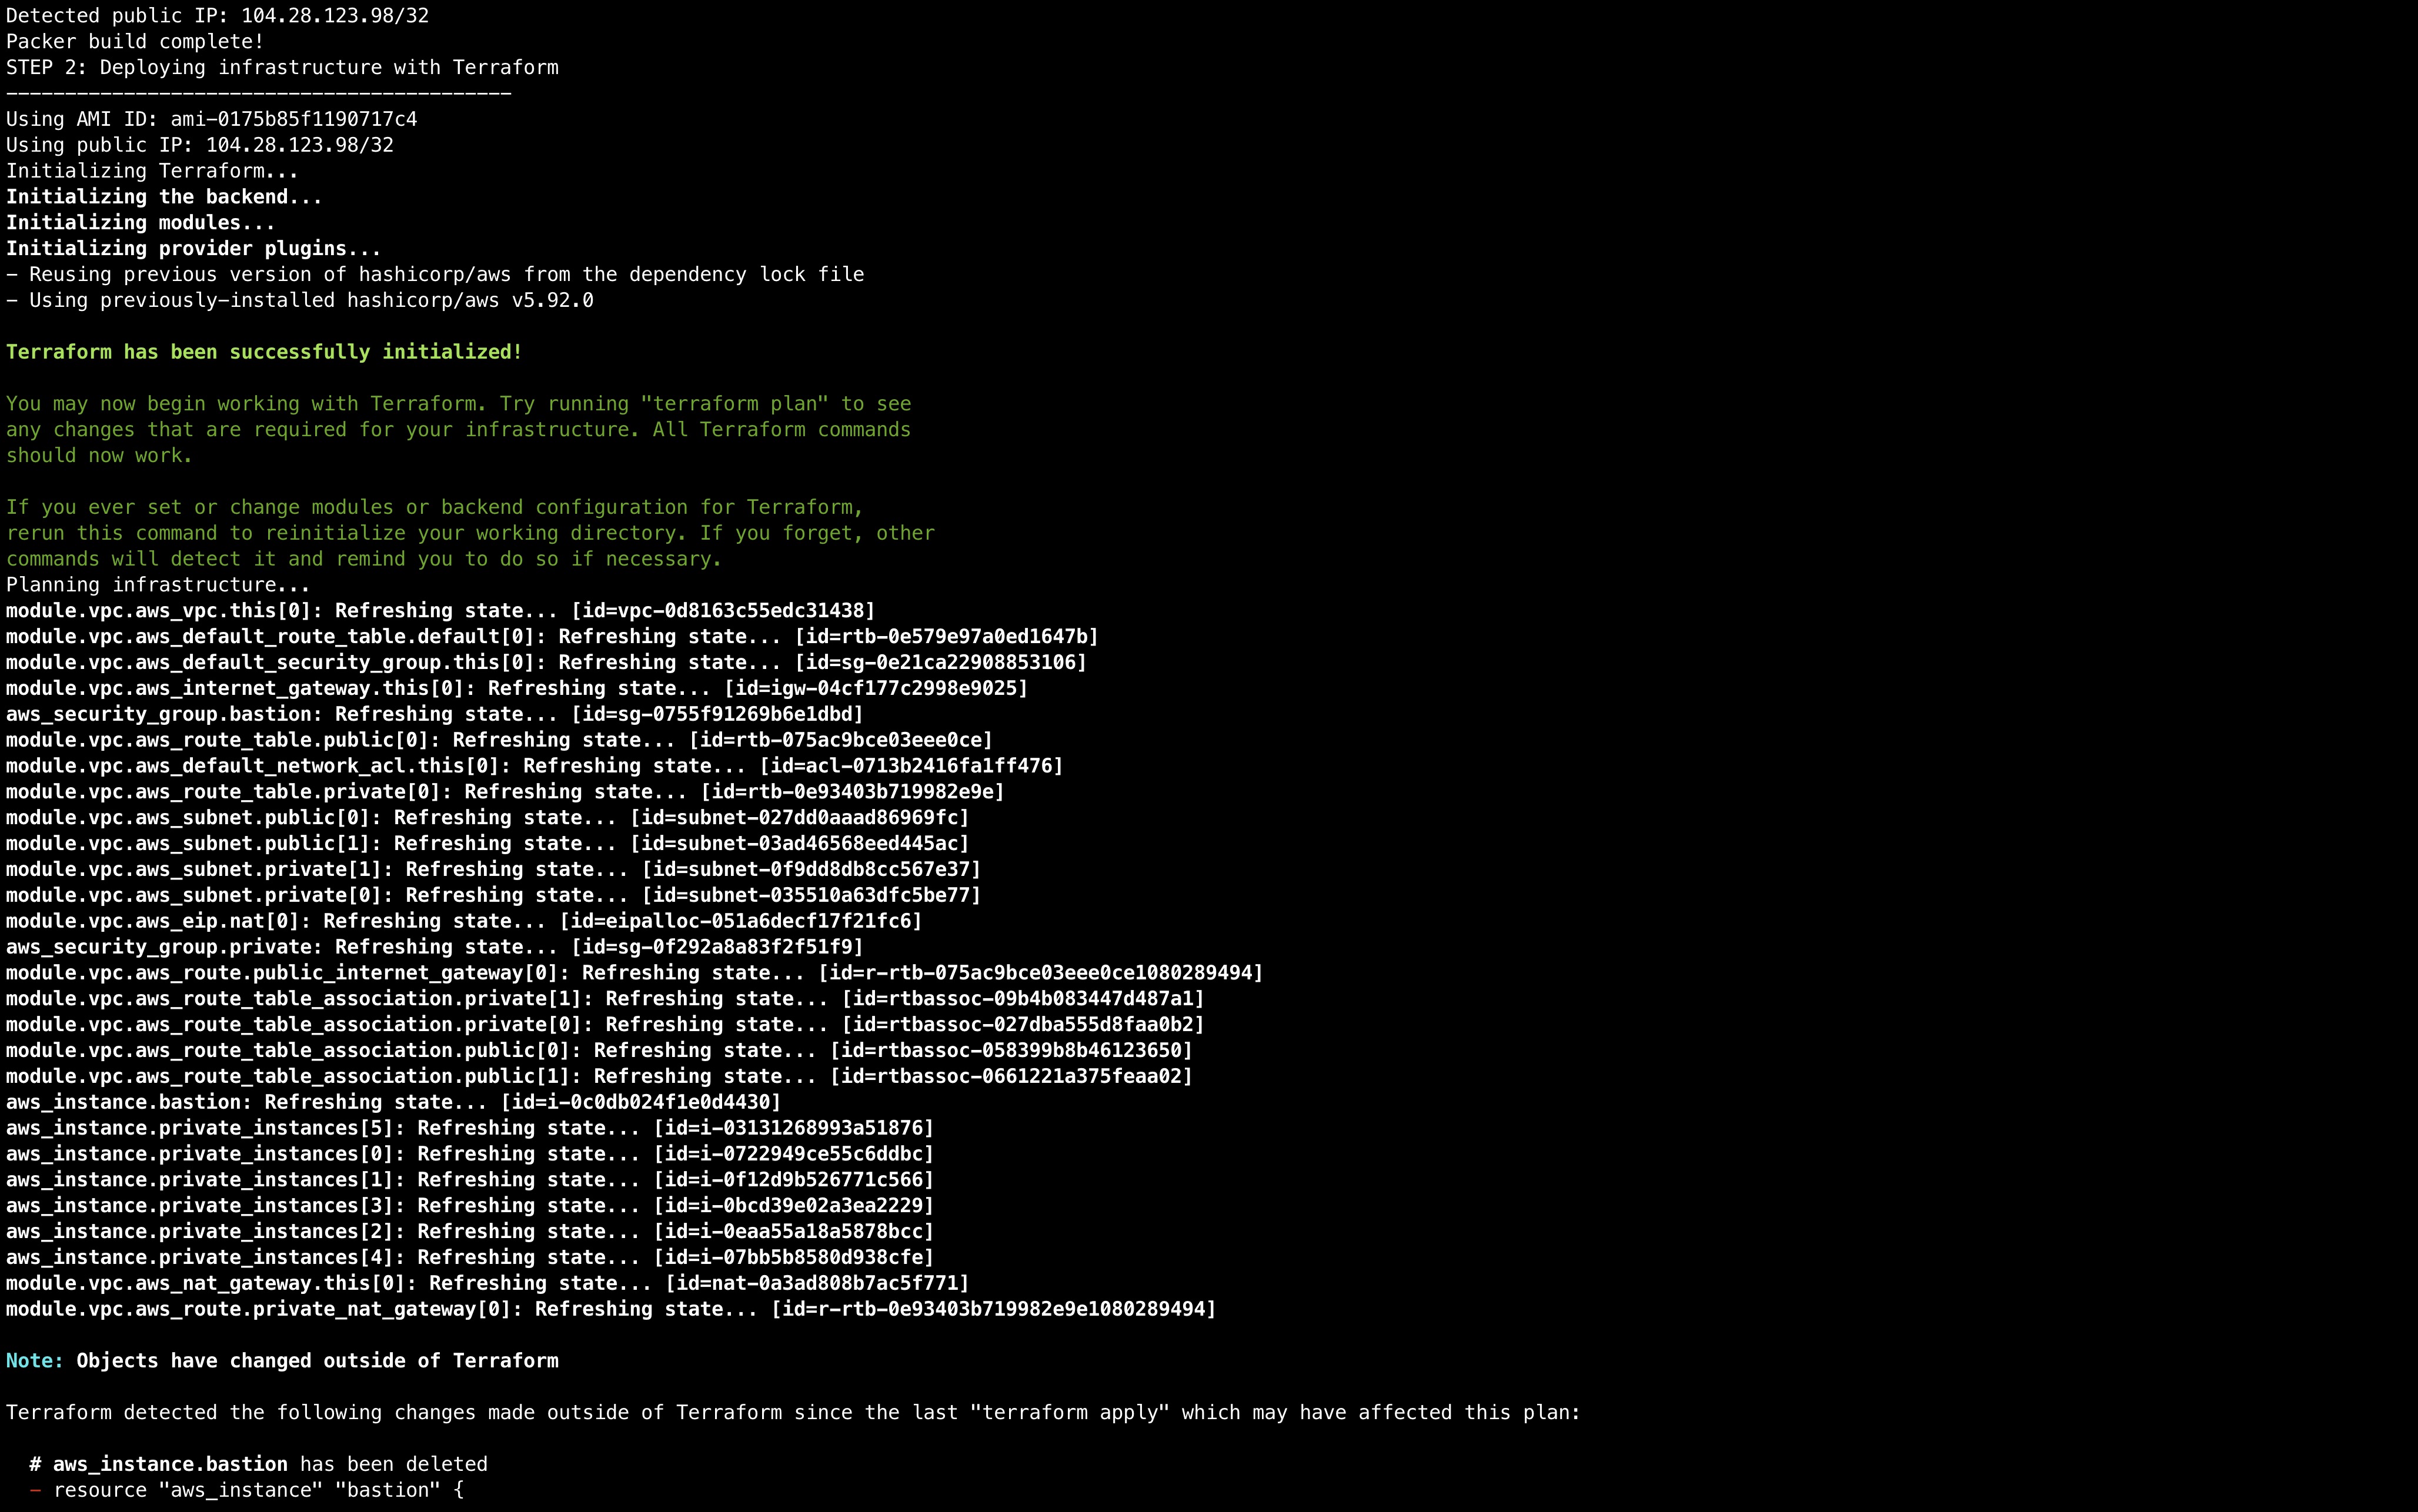 Detected public IP: 104.28.123.98/32
Packer build complete!
STEP 2: Deploying infrastructure with Terraform
-------------------------------------------
Using AMI ID: ami-0175b85f1190717c4
Using public IP: 104.28.123.98/32
Initializing Terraform...
Initializing the backend...
Initializing modules...
Initializing provider plugins...
- Reusing previous version of hashicorp/aws from the dependency lock file
- Using previously-installed hashicorp/aws v5.92.0
Terraform has been successfully initialized!
You may now begin working with Terraform. Try running "terraform plan" to see
any changes that are required for your infrastructure. All Terraform commands
should now work.
If you ever set or change modules or backend configuration for Terraform,
rerun this command to reinitialize your working directory. If you forget, other
commands will detect it and remind you to do so if necessary.
Planning infrastructure...
module.vpc.aws_vpc.this[0]: Refreshing state... [id=vpc-0d8163c55edc31438]
module.vpc.aws_default_route_table.default[0]: Refreshing state... [id=rtb-0e579e97a0ed1647b]
module.vpc.aws_default_security_group.this[0]: Refreshing state... [id=sg-0e21ca22908853106]
module.vpc.aws_internet_gateway.this[0]: Refreshing state... [id=igw-04cf177c2998e9025]
aws_security_group.bastion: Refreshing state... [id=sg-0755f91269b6e1dbd]
module.vpc.aws_route_table.public[0]: Refreshing state... [id=rtb-075ac9bce03eee0ce]
module.vpc.aws_default_network_acl.this[0]: Refreshing state... [id=acl-0713b2416fa1ff476]
module.vpc.aws_route_table.private[0]: Refreshing state... [id=rtb-0e93403b719982e9e]
module.vpc.aws_subnet.public[0]: Refreshing state... [id=subnet-027dd0aaad86969fc]
module.vpc.aws_subnet.public[1]: Refreshing state... [id=subnet-03ad46568eed445ac]
module.vpc.aws_subnet.private[1]: Refreshing state... [id=subnet-0f9dd8db8cc567e37]
module.vpc.aws_subnet.private[0]: Refreshing state... [id=subnet-035510a63dfc5be77]
module.vpc.aws_eip.nat[0]: Refreshing state... [id=eipalloc-051a6decf17f21fc6]
aws_security_group.private: Refreshing state... [id=sg-0f292a8a83f2f51f9]
module.vpc.aws_route.public_internet_gateway[0]: Refreshing state... [id=r-rtb-075ac9bce03eee0ce1080289494]
module.vpc.aws_route_table_association.private[1]: Refreshing state... [id=rtbassoc-09b4b083447d487a1]
module.vpc.aws_route_table_association.private[0]: Refreshing state... [id=rtbassoc-027dba555d8faa0b2]
module.vpc.aws_route_table_association.public[0]: Refreshing state... [id=rtbassoc-058399b8b46123650]
module.vpc.aws_route_table_association.public[1]: Refreshing state... [id=rtbassoc-0661221a375feaa02]
aws_instance.bastion: Refreshing state... [id=i-0c0db024f1e0d4430]
aws_instance.private_instances[5]: Refreshing state... [id=i-03131268993a51876]
aws_instance.private_instances[0]: Refreshing state... [id=i-0722949ce55c6ddbc]
aws_instance.private_instances[1]: Refreshing state... [id=i-0f12d9b526771c566]
aws_instance.private_instances[3]: Refreshing state... [id=i-0bcd39e02a3ea2229]
aws_instance.private_instances[2]: Refreshing state... [id=i-0eaa55a18a5878bcc]
aws_instance.private_instances[4]: Refreshing state... [id=i-07bb5b8580d938cfe]
module.vpc.aws_nat_gateway.this[0]: Refreshing state... [id=nat-0a3ad808b7ac5f771]
module.vpc.aws_route.private_nat_gateway[0]: Refreshing state... [id=r-rtb-0e93403b719982e9e1080289494]
Note: Objects have changed outside of Terraform
Terraform detected the following changes made outside of Terraform since the last "terraform apply" which may have affected this plan:
# aws_instance.bastion has been deleted
- resource "aws_instance" "bastion" {